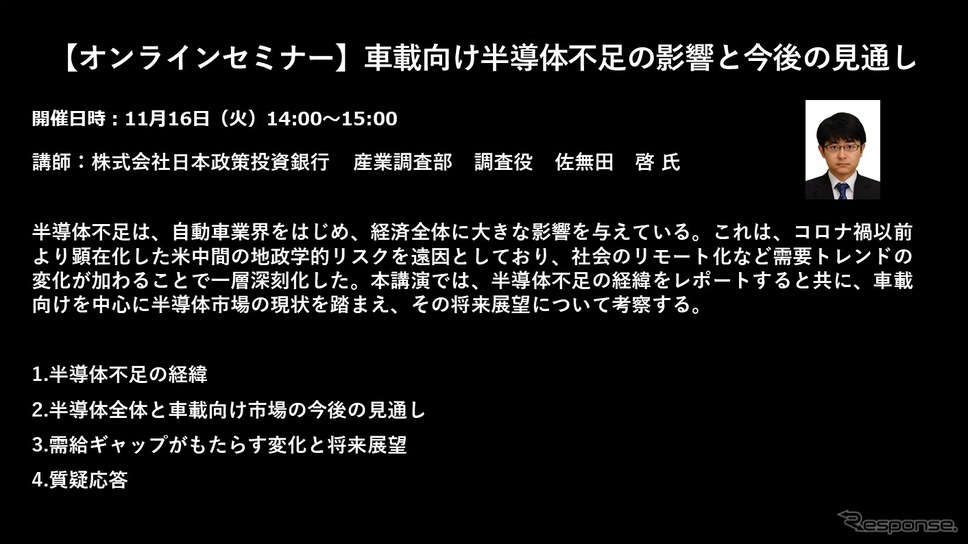 【オンラインセミナー】車載向け半導体不足の影響と今後の見通し
開催日時：11月16日（火）14:00～15:00
講師：株式会社日本政策投資銀行　産業調査部　調査役　佐無田　啓 氏
半導体不足は、自動車業界をはじめ、経済全体に大きな影響を与えている。これは、コロナ禍以前
より顕在化した米中間の地政学的リスクを遠因としており、社会のリモート化など需要トレンドの
変化が加わることで一層深刻化した。本講演では、半導体不足の経緯をレポートすると共に、車載
向けを中心に半導体市場の現状を踏まえ、その将来展望について考察する。
1.半導体不足の経緯
2.半導体全体と車載向け市場の今後の見通し
3.需給ギャップがもたらす変化と将来展望
4.質疑応答
Response.